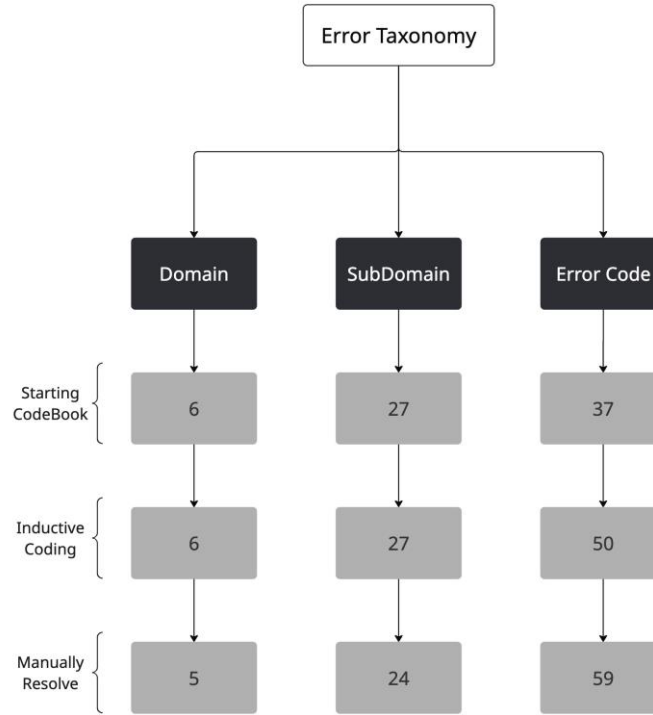 Error Taxonomy
Domain
SubDomain
Error Code
Starting
CodeBook
6
27
37
Inductive
Coding
6
27
50
Manually
Resolve
5
24
59